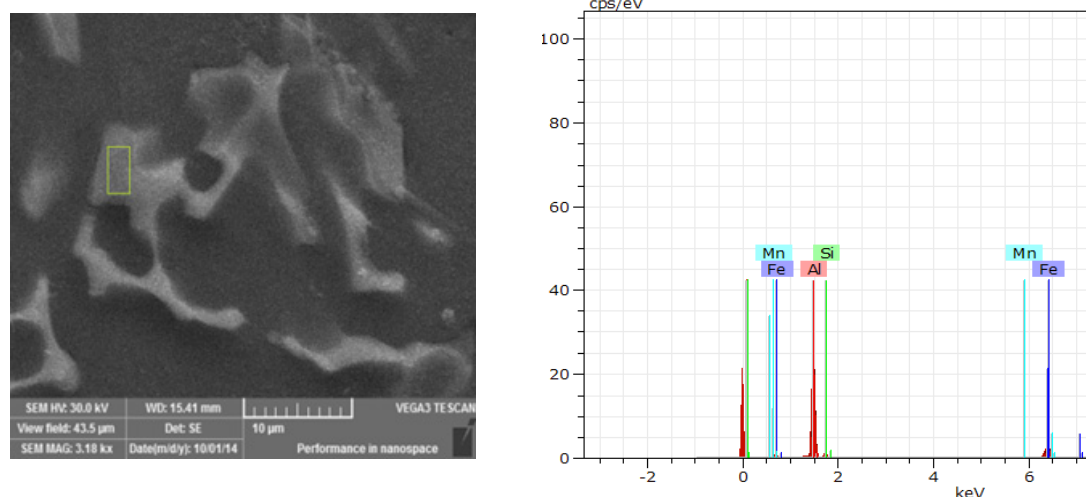 SEM HV: 30.0 kV
WD: 15.41 mm
VEGA3 TESCAN
View field: 43.5 µm
Det: SE
10 µm
SEM MAG: 3.18 kx
Date(m/d/y): 10/01/14
Performance in nanospace
cps/eV
100
80
60
40
20
0
Mn
Fe
Al
Si
Mn
Fe
-2
0
2
4
6
keV